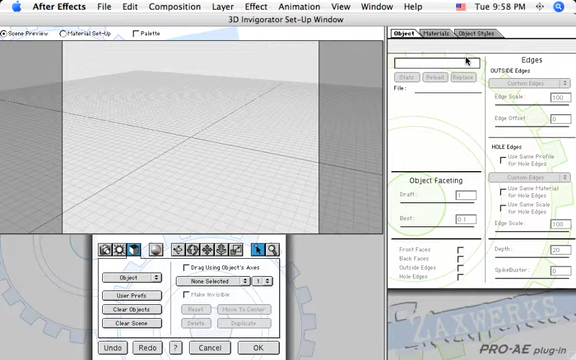 After Effects File Edit Composition Layer Effect Animation View Window Help Tue 9:58 PM
3D Invigorator Set-Up Window
Scene Preview Material Set-Up Palette
Object Materials Object Styles
Edges
OUTSIDE Edges
Statz Reload Replace
Custom Edges
File:
Edge Scale: 100
Edge Offset: 0
HOLE Edges
Use Same Profile
for Hole Edges
Custom Edges
Object Faceting
Draft: 1
Best: 0.1
Use Same Material
for Hole Edges
Use Same Scale
for Hole Edges
Edge Scale: 100
Front Faces
Back Faces
Outside Edges
Hole Edges
Depth: 20
SpikeBuster: 0
Object
User Prefs
Clear Objects
Clear Scene
Drag Using Object's Axes
None Selected 1
Make Invisible
Reset Move To Center
Delete Duplicate
Undo Redo ? Cancel OK
ZAXWERKS
PRO-AE plug-in